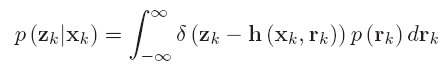 p(𝐳ₖ|𝐱ₖ) = ∫_{-∞}^{∞} δ(𝐳ₖ − 𝐡(𝐱ₖ, 𝐫ₖ)) p(𝐫ₖ) d𝐫ₖ